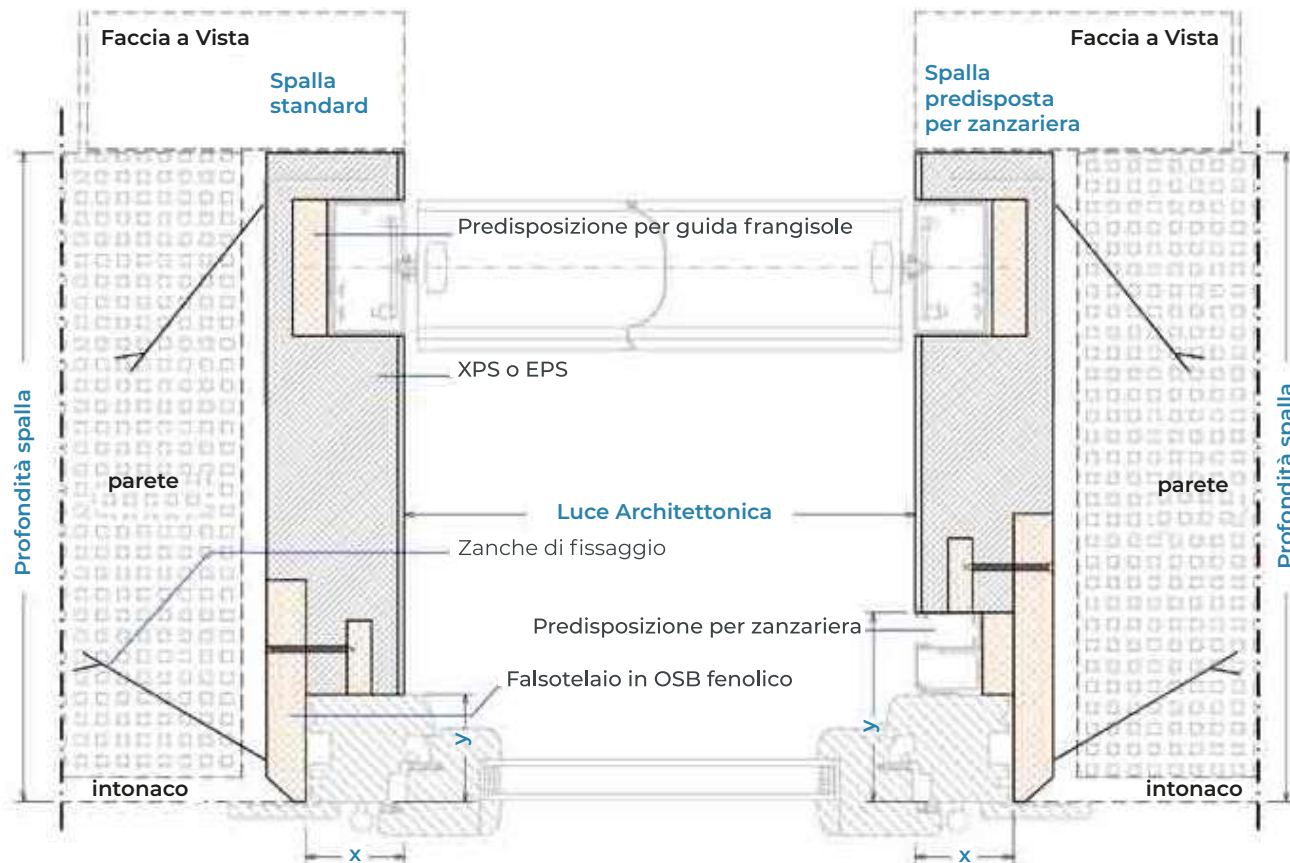 Faccia a Vista
Faccia a Vista
Spalla
standard
Spalla
predisposta
per zanzariera
Predisposizione per guida frangisole
XPS o EPS
Profondità spalla
Profondità spalla
parete
parete
Luce Architettonica
Zanche di fissaggio
Predisposizione per zanzariera
Falsotelaio in OSB fenolico
y
y
intonaco
intonaco
x
x